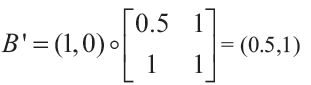 B' = (1,0) ∘ [0.5 1
1 1] = (0.5,1)